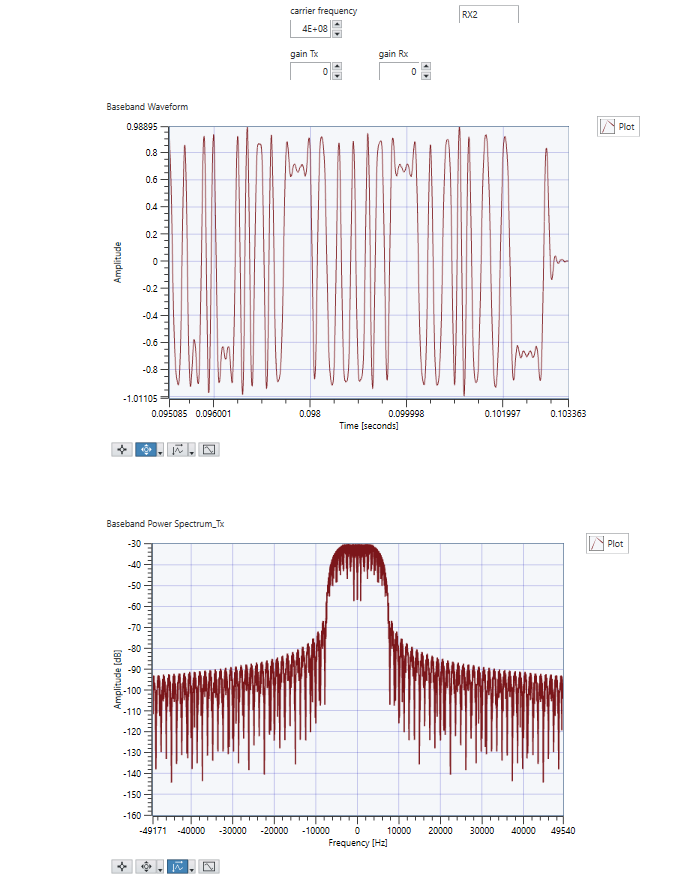 carrier frequency
RX2
4E+08
gain Tx gain Rx
0 0
Baseband Waveform
Plot
0.98895
0.8
0.6
0.4
0.2
0
-0.2
-0.4
-0.6
-0.8
-1.01105
Amplitude
0.095085 0.096001 0.098 0.099998 0.101997 0.103363
Time [seconds]
Baseband Power Spectrum_Tx
Plot
-30
-40
-50
-60
-70
-80
-90
-100
-110
-120
-130
-140
-150
-160
Amplitude [dB]
-49171 -40000 -30000 -20000 -10000 0 10000 20000 30000 40000 49540
Frequency [Hz]